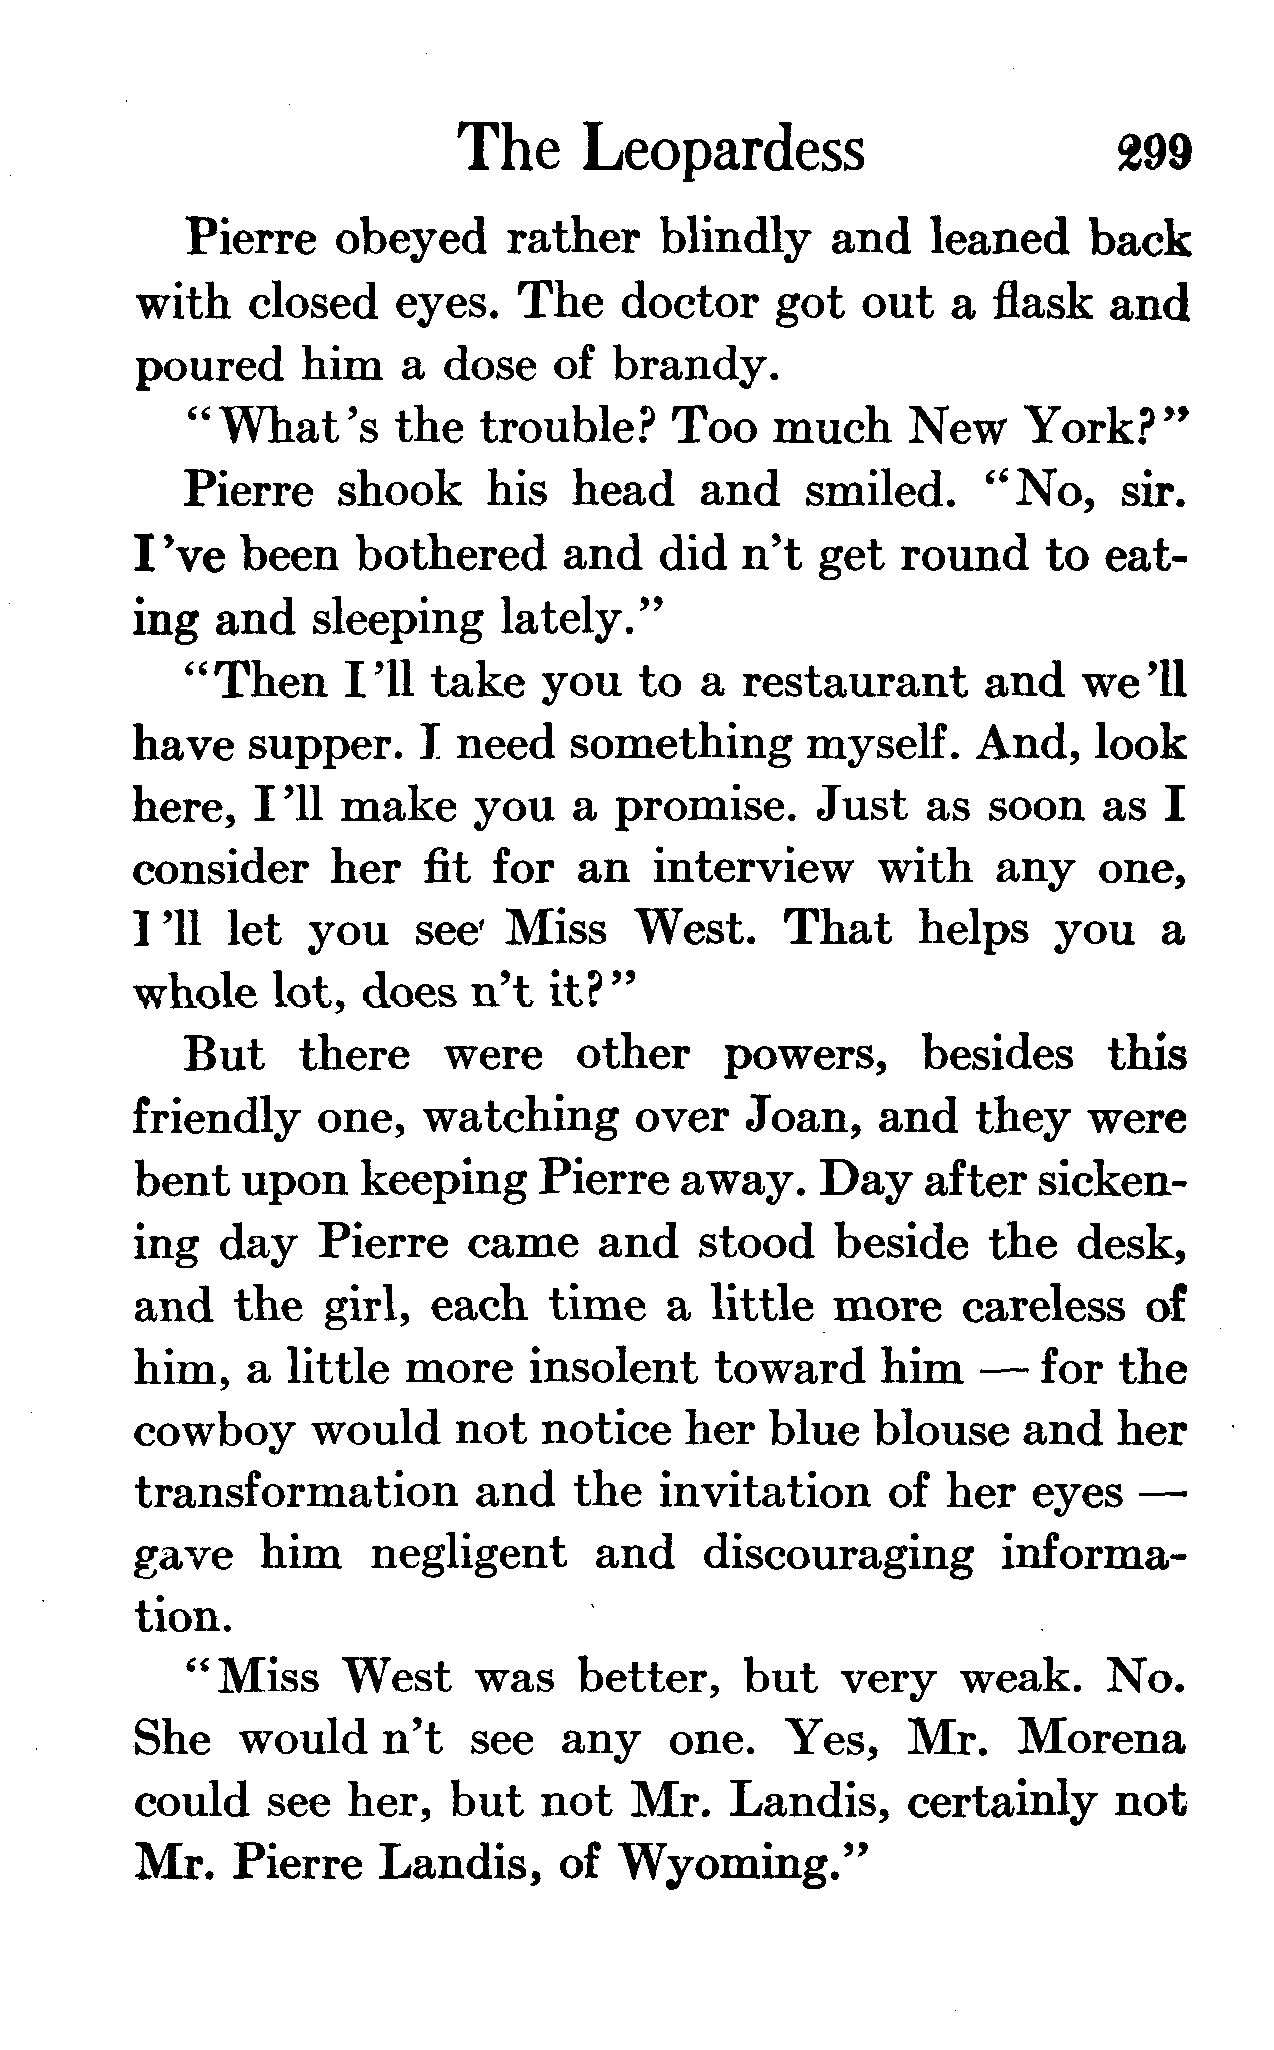 The Leopardess 299
Pierre obeyed rather blindly and leaned back
with closed eyes. The doctor got out a flask and
poured him a dose of brandy.
"What 's the trouble? Too much New York?"
Pierre shook his head and smiled. "No, sir.
I 've been bothered and did n't get round to eat-
ing and sleeping lately."
"Then I 'll take you to a restaurant and we 'll
have supper. I need something myself. And, look
here, I 'll make you a promise. Just as soon as I
consider her fit for an interview with any one,
I 'll let you see Miss West. That helps you a
whole lot, does n't it?"
But there were other powers, besides this
friendly one, watching over Joan, and they were
bent upon keeping Pierre away. Day after sicken-
ing day Pierre came and stood beside the desk,
and the girl, each time a little more careless of
him, a little more insolent toward him — for the
cowboy would not notice her blue blouse and her
transformation and the invitation of her eyes —
gave him negligent and discouraging informa-
tion.
"Miss West was better, but very weak. No.
She would n't see any one. Yes, Mr. Morena
could see her, but not Mr. Landis, certainly not
Mr. Pierre Landis, of Wyoming."